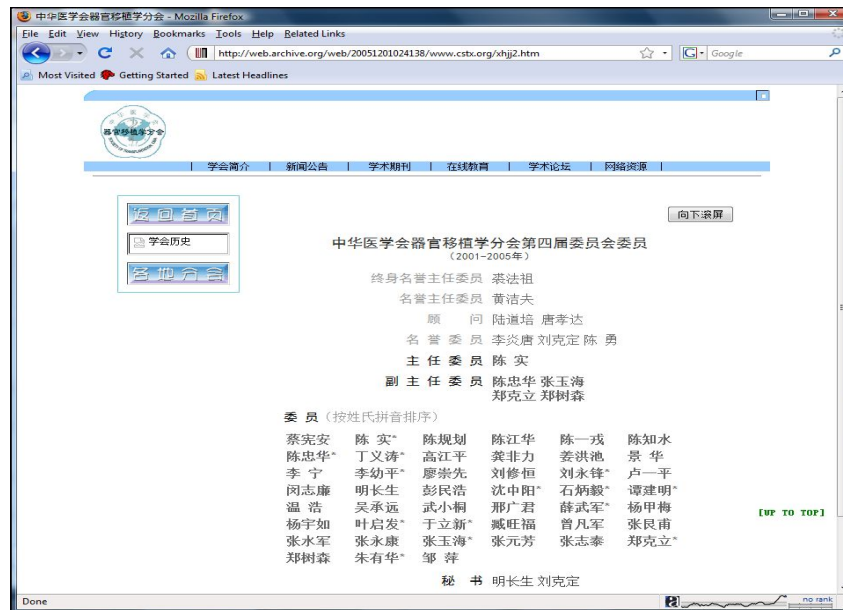 中华医学会器官移植学分会 - Mozilla Firefox
File Edit View History Bookmarks Tools Help Related Links
http://web.archive.org/web/20051201024138/www.cstx.org/xhjj2.htm
Google
Most Visited Getting Started Latest Headlines
器官移植学分会
| 学会简介 | 新闻公告 | 学术期刊 | 在线教育 | 学术论坛 | 网络资源 |
返回首页
向下滚屏
学会历史
各地分会
中华医学会器官移植学分会第四届委员会委员
(2001-2005年)
终身名誉主任委员 裘法祖
名誉主任委员 黄洁夫
顾 问 陆道培 唐孝达
名 誉 委 员 李炎唐 刘克定 陈 勇
主 任 委 员 陈 实
副 主 任 委 员 陈忠华 张玉海
郑克立 郑树森
委 员 (按姓氏拼音排序)
蔡宪安 陈 实* 陈规划 陈江华 陈一戎 陈知水
陈忠华* 丁义涛* 高江平 龚非力 姜洪池 景 华
李 宁 李幼平* 廖崇先 刘修恒 刘永锋* 卢一平
闵志廉 明长生 彭民浩 沈中阳* 石炳毅* 谭建明*
温 浩 吴承远 武小桐 邢广君 薛武军* 杨甲梅
杨宇如 叶启发* 于立新* 臧旺福 曾凡军 张艮甫
张水军 张永康 张玉海* 张元芳 张志泰 郑克立*
郑树森 朱有华* 邹 萍
[UP TO TOP]
秘 书 明长生 刘克定
Done
no rank